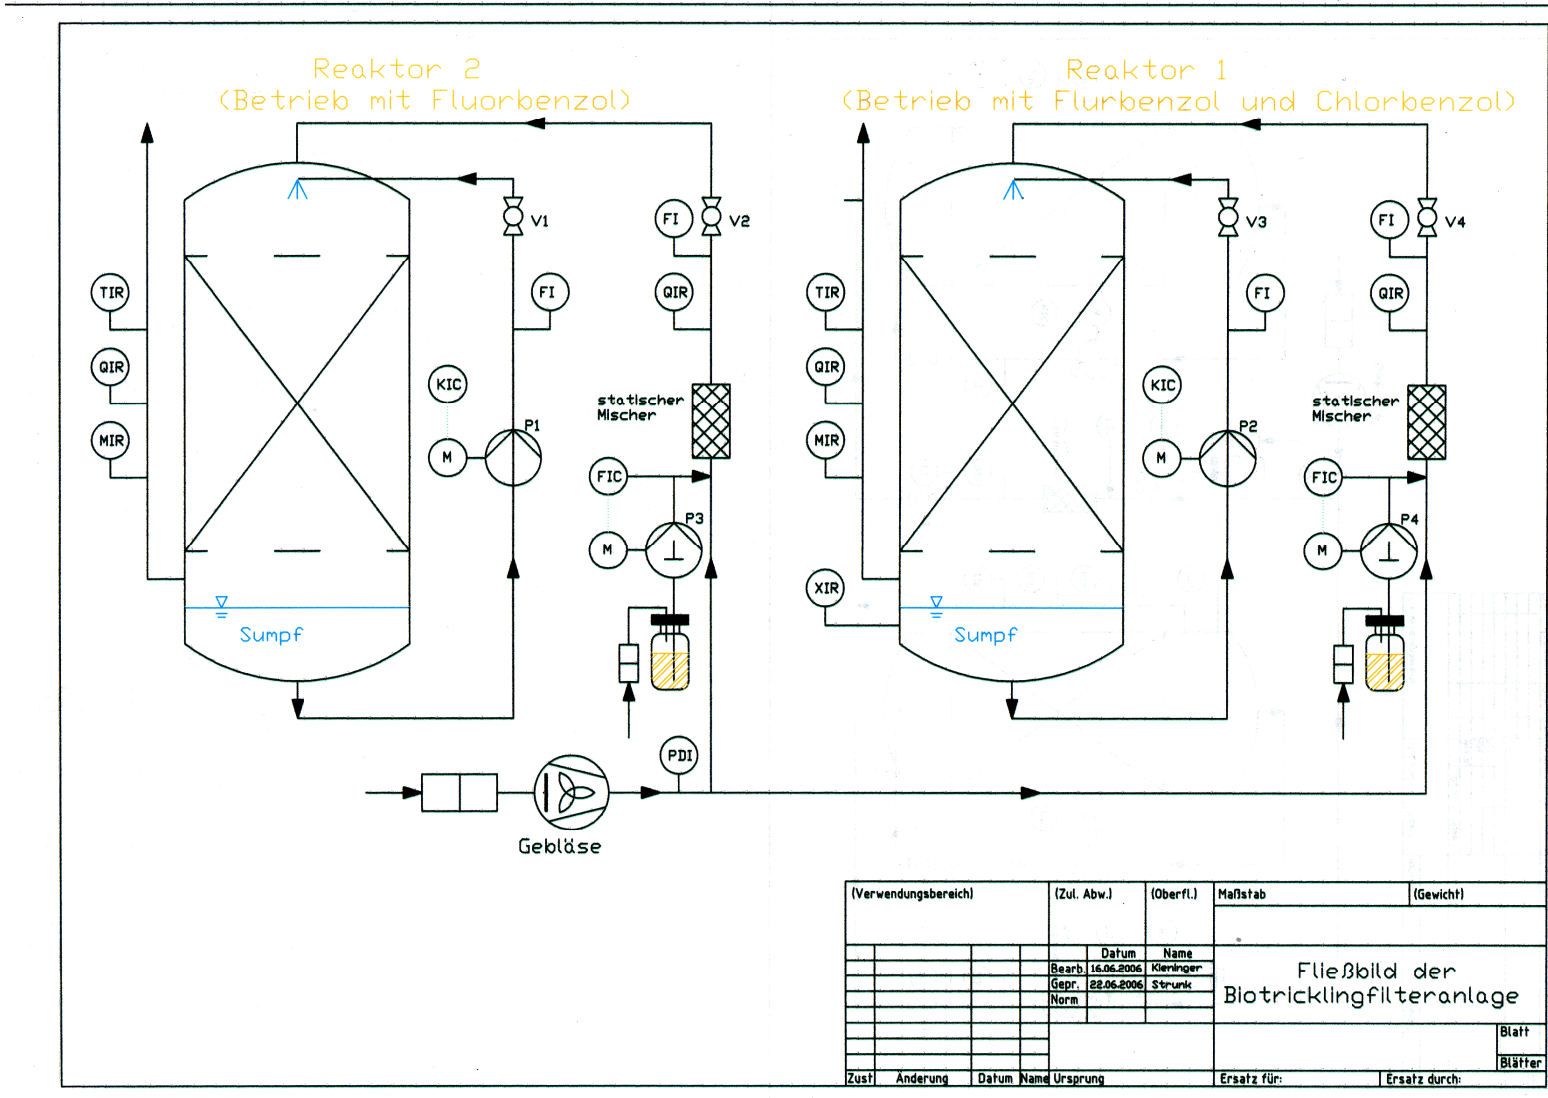 Reaktor 2
(Betrieb mit Fluorbenzol)
Reaktor 1
(Betrieb mit Flurbenzol und Chlorbenzol)
V1
FI
V2
TIR
FI
QIR
QIR
KIC
statischer
Mischer
MIR
M
P1
FIC
P3
M
Sumpf
PDI
Gebläse
V3
FI
V4
TIR
FI
QIR
QIR
KIC
statischer
Mischer
MIR
M
P2
FIC
P4
M
XIR
Sumpf
(Verwendungsbereich)
(Zul. Abw.)
(Oberfl.)
Maßstab
(Gewicht)
Datum
Name
Bearb.
16.06.2006
Kieninger
Gepr.
22.06.2006
Strunk
Norm
Fließbild der
Biotricklingfilteranlage
Blatt
Blätter
Zust
Änderung
Datum
Name
Ursprung
Ersatz für:
Ersatz durch: